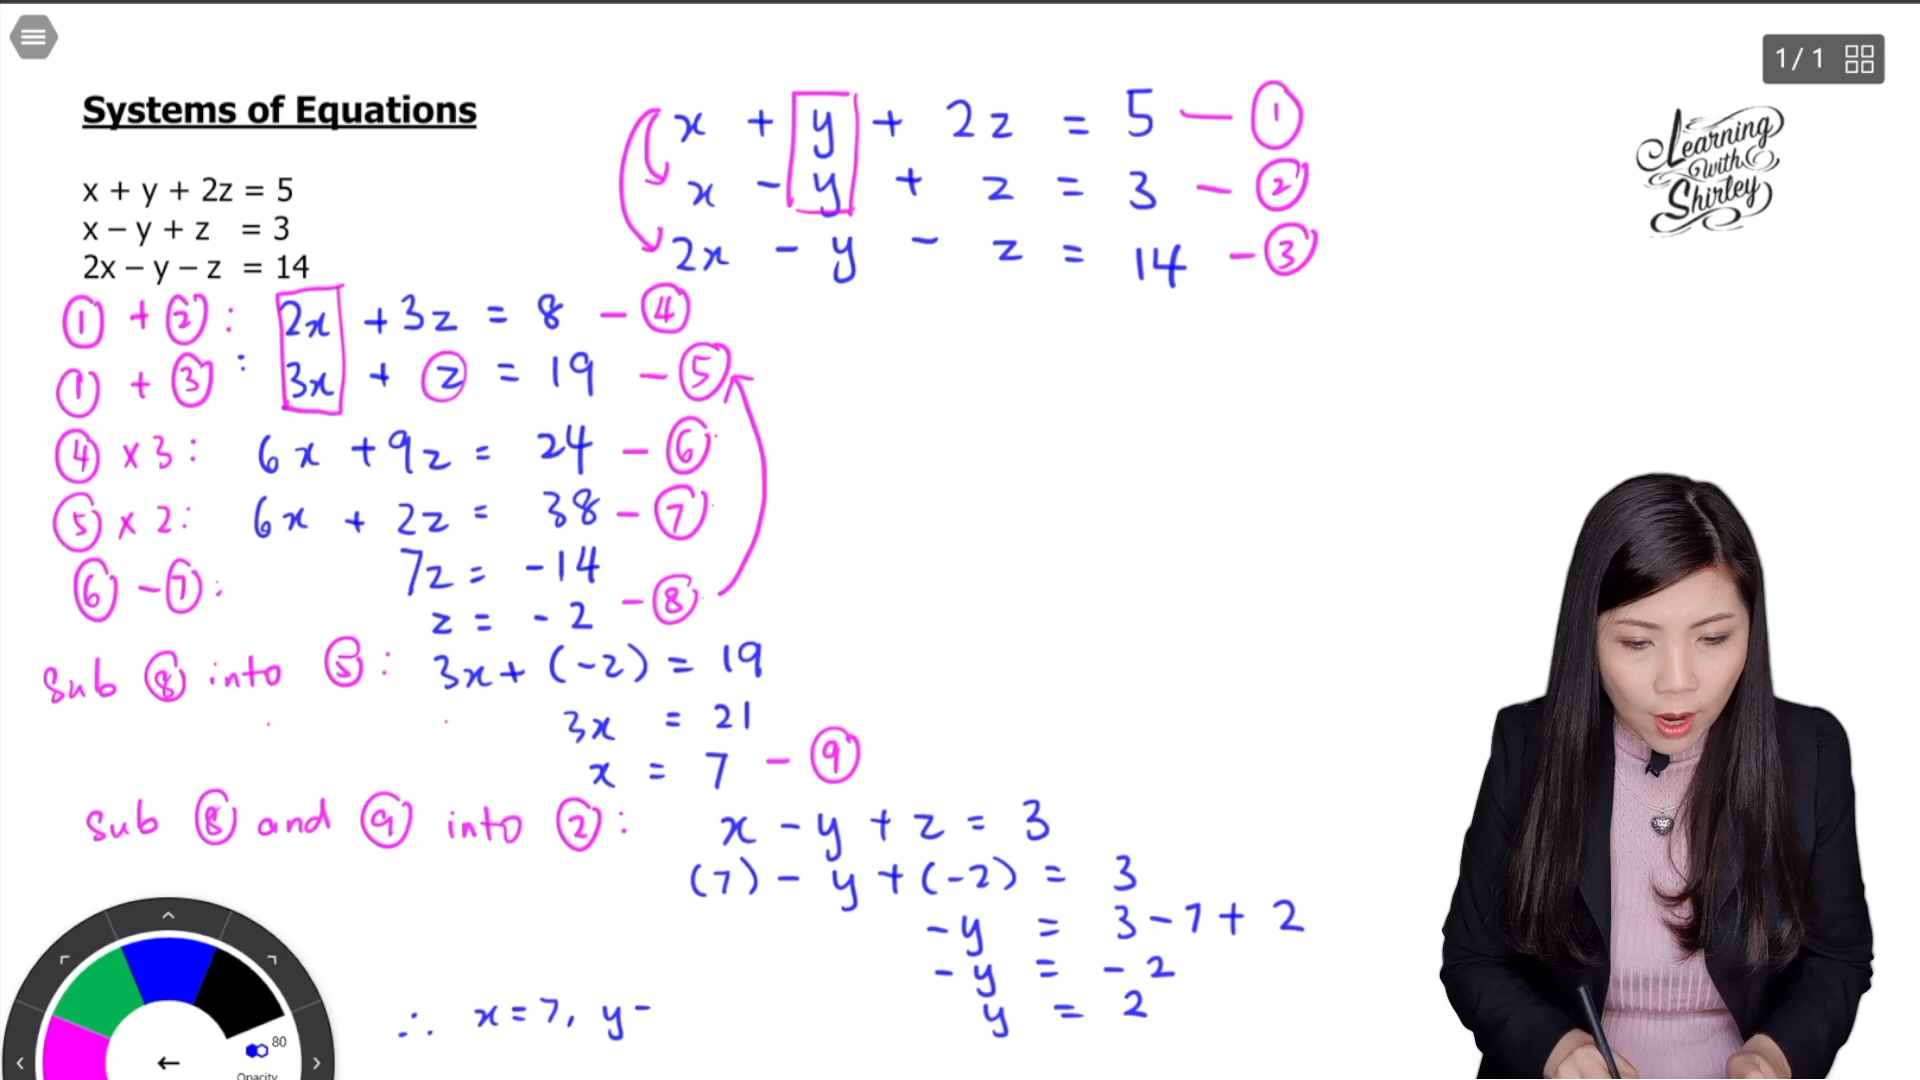 1 / 1
Systems of Equations
x + y + 2z = 5
x – y + z = 3
2x – y – z = 14
x + y + 2z = 5 — ①
x - y + z = 3 - ②
2x - y - z = 14 - ③
Learning
with
Shirley
① + ②: 2x + 3z = 8 - ④
① + ③: 3x + z = 19 - ⑤
④ x 3: 6x + 9z = 24 - ⑥
⑤ x 2: 6x + 2z = 38 - ⑦
⑥ - ⑦: 7z = -14
z = -2 - ⑧
Sub ⑧ into ⑤: 3x + (-2) = 19
3x = 21
x = 7 - ⑨
Sub ⑧ and ⑨ into ②: x - y + z = 3
(7) - y + (-2) = 3
-y = 3 - 7 + 2
-y = -2
y = 2
∴ x = 7, y -
80
Opacity